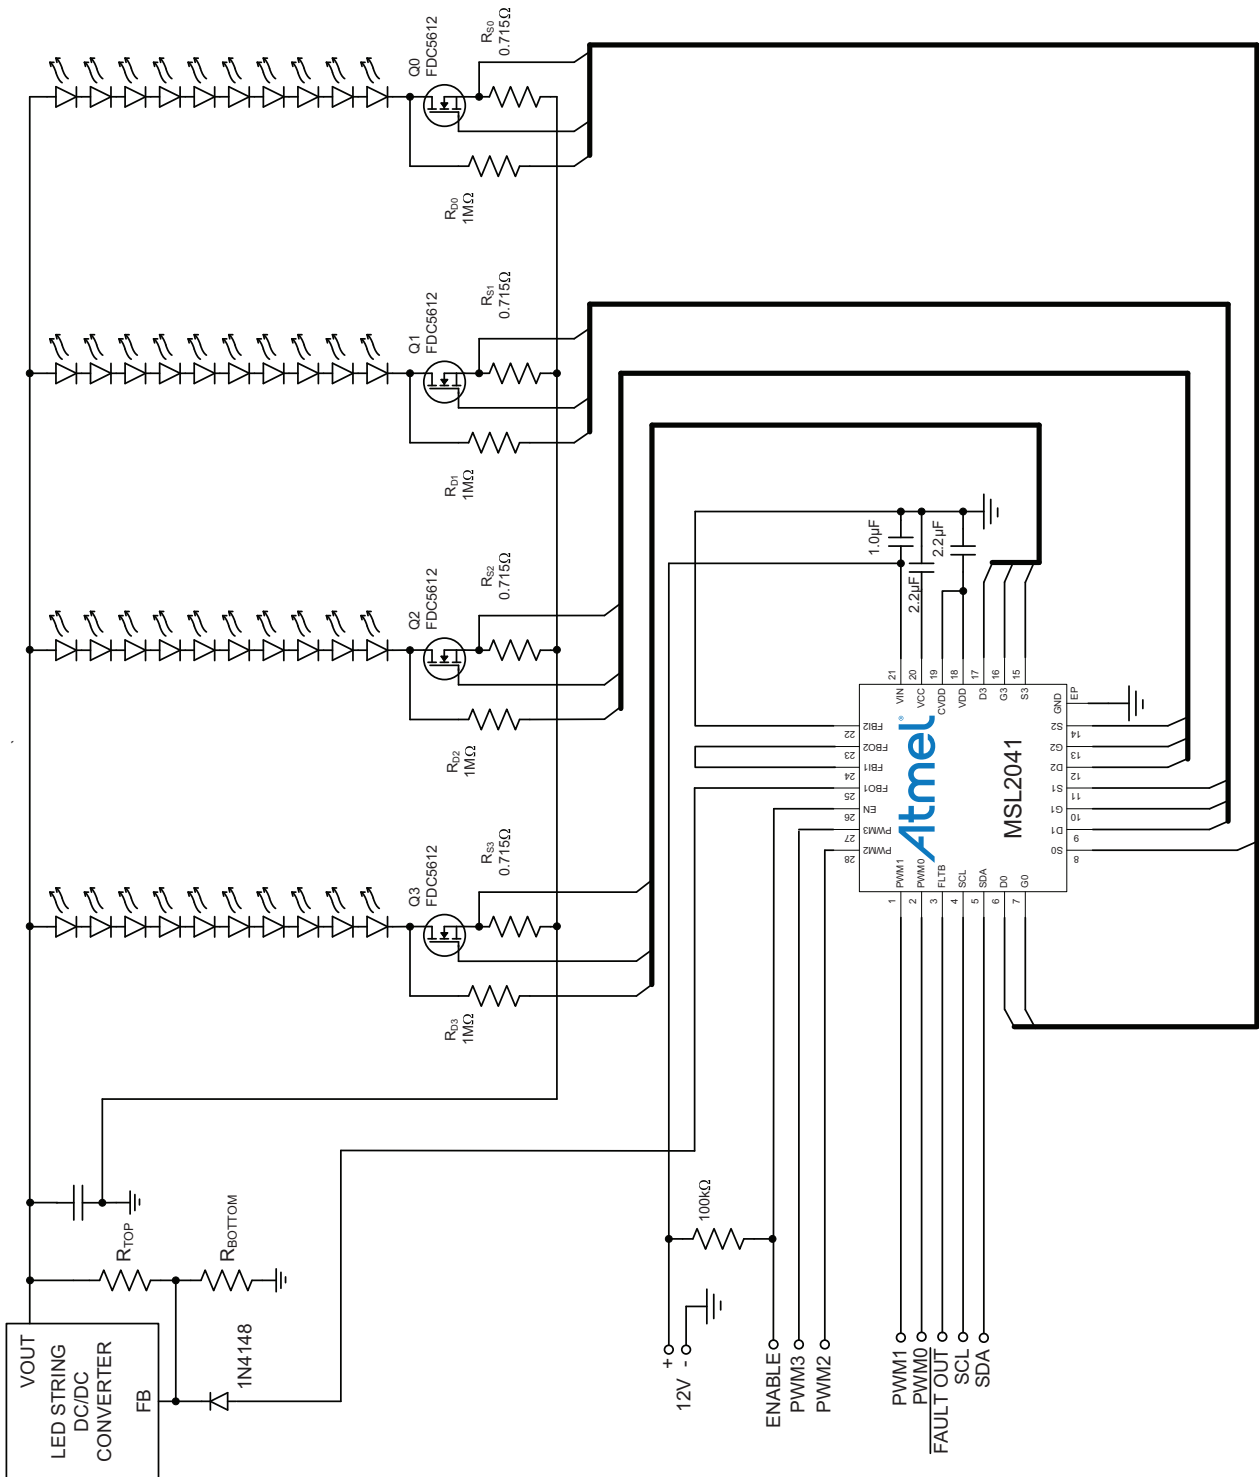 Q0
FDC5612
RS0
0.715Ω
RD0
1MΩ
Q1
FDC5612
RS1
0.715Ω
RD1
1MΩ
Q2
FDC5612
RS2
0.715Ω
RD2
1MΩ
Q3
FDC5612
RS3
0.715Ω
RD3
1MΩ
1.0µF
2.2µF
2.2µF
21 20 19 18 17 16 15
VIN VCC CVDD VDD D3 G3 S3
GND EP
FBI2 22
FBO2 23
FBI1 24
FBO1 25
EN 26
PWM3 27
PWM2 28
Atmel®
MSL2041
S2 14
G2 13
D2 12
S1 11
G1 10
D1 9
S0 8
PWM1 PWM0 FLTB SCL SDA D0 G0
1 2 3 4 5 6 7
RTOP
RBOTTOM
100kΩ
VOUT
LED STRING
DC/DC
CONVERTER
FB
1N4148
+
12V -
ENABLE
PWM3
PWM2
PWM1
PWM0
FAULT OUT
SCL
SDA